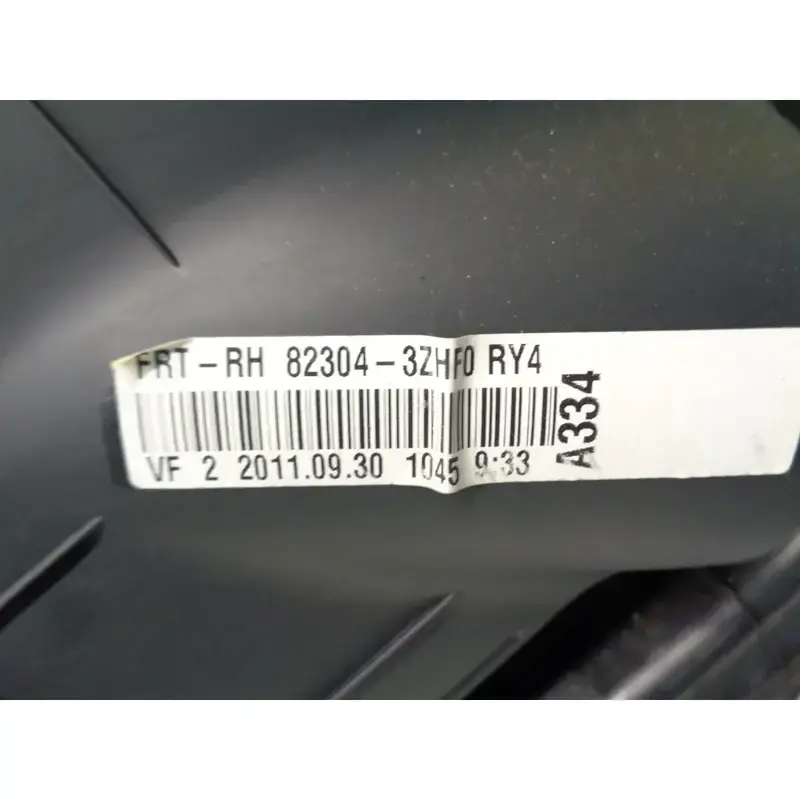 FRT-RH 82304-3ZHF0 RY4
VF 2 2011.09.30 1045 9:33
A334